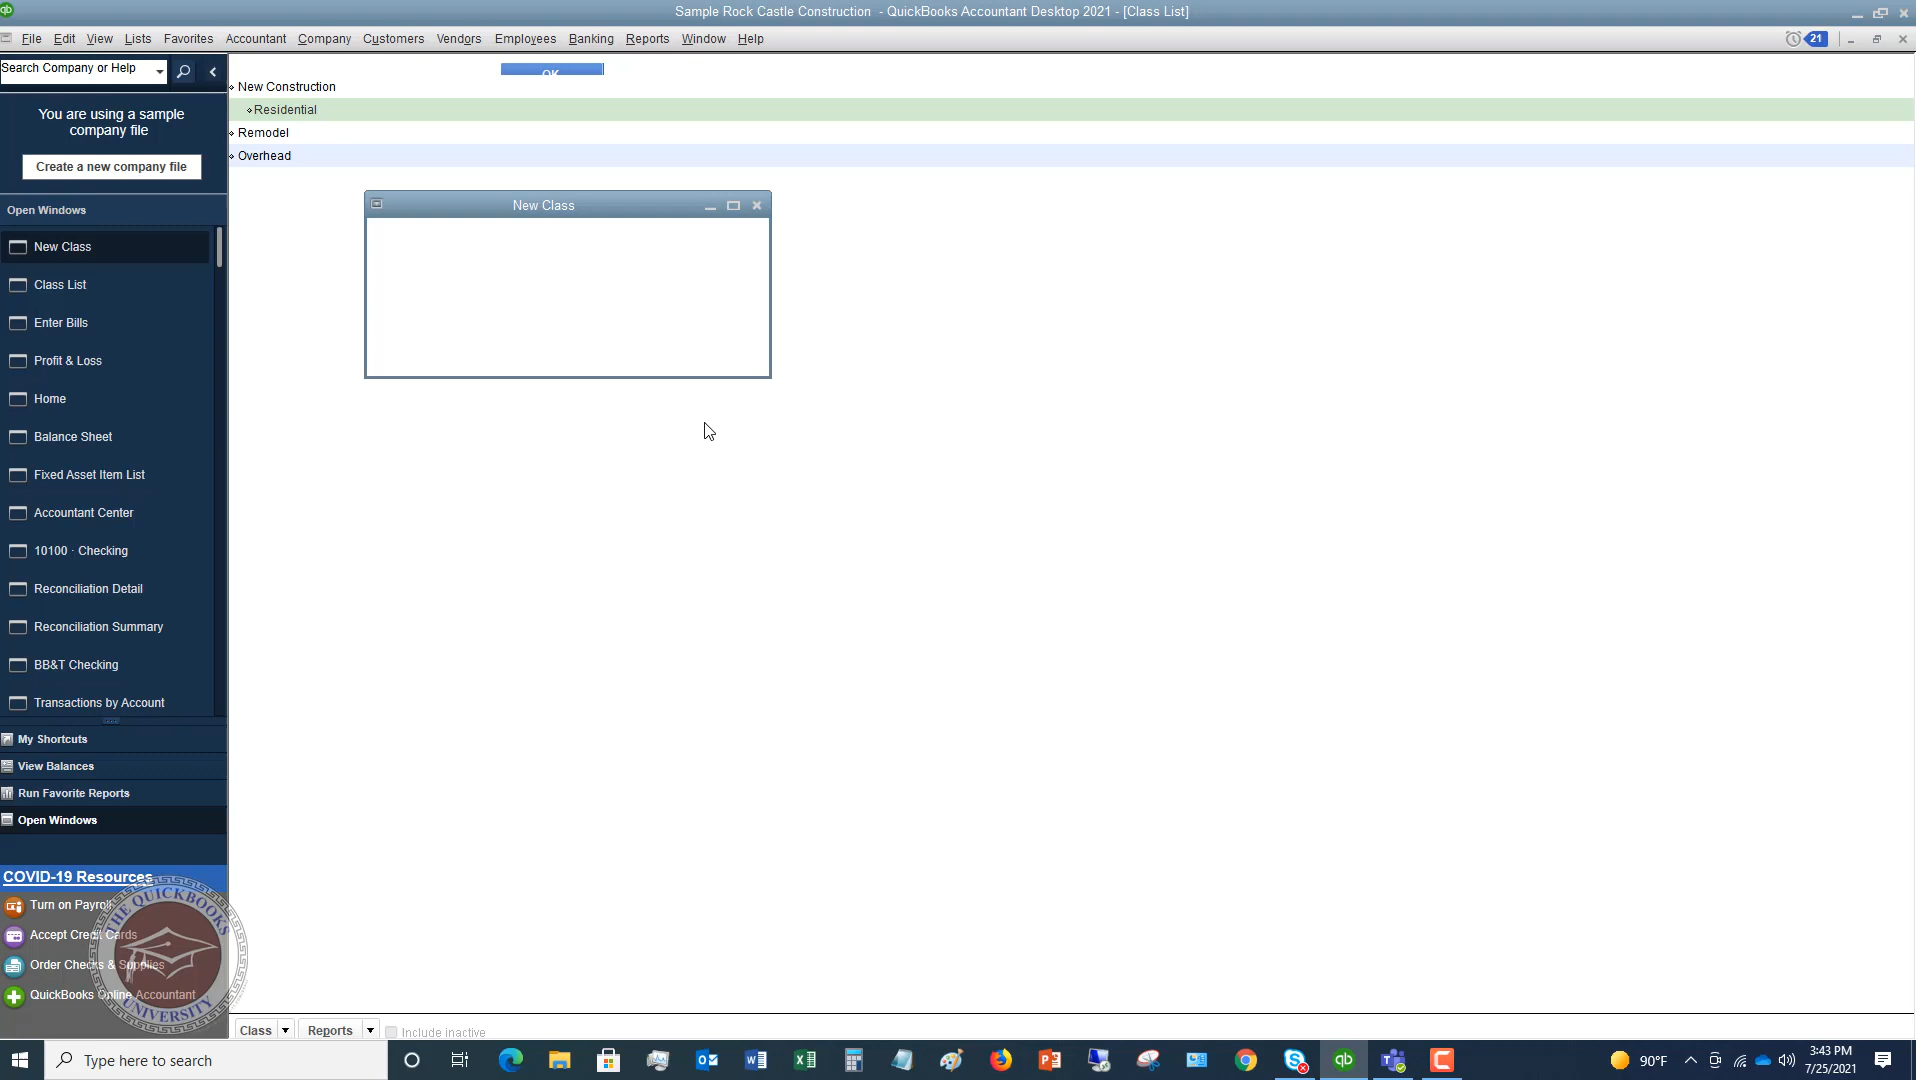 Sample Rock Castle Construction - QuickBooks Accountant Desktop 2021 - [Class List]
File Edit View Lists Favorites Accountant Company Customers Vendors Employees Banking Reports Window Help
21
Search Company or Help
OK
New Construction
Residential
Remodel
Overhead
You are using a sample
company file
Create a new company file
Open Windows
New Class
New Class
Class List
Enter Bills
Profit & Loss
Home
Balance Sheet
Fixed Asset Item List
Accountant Center
10100 · Checking
Reconciliation Detail
Reconciliation Summary
BB&T Checking
Transactions by Account
My Shortcuts
View Balances
Run Favorite Reports
Open Windows
COVID-19 Resources
Turn on Payroll
Accept Credit Cards
Order Checks & Supplies
QuickBooks Online Accountant
THE QUICKBOOKS
UNIVERSITY
Class Reports Include inactive
Type here to search
90°F
3:43 PM
7/25/2021